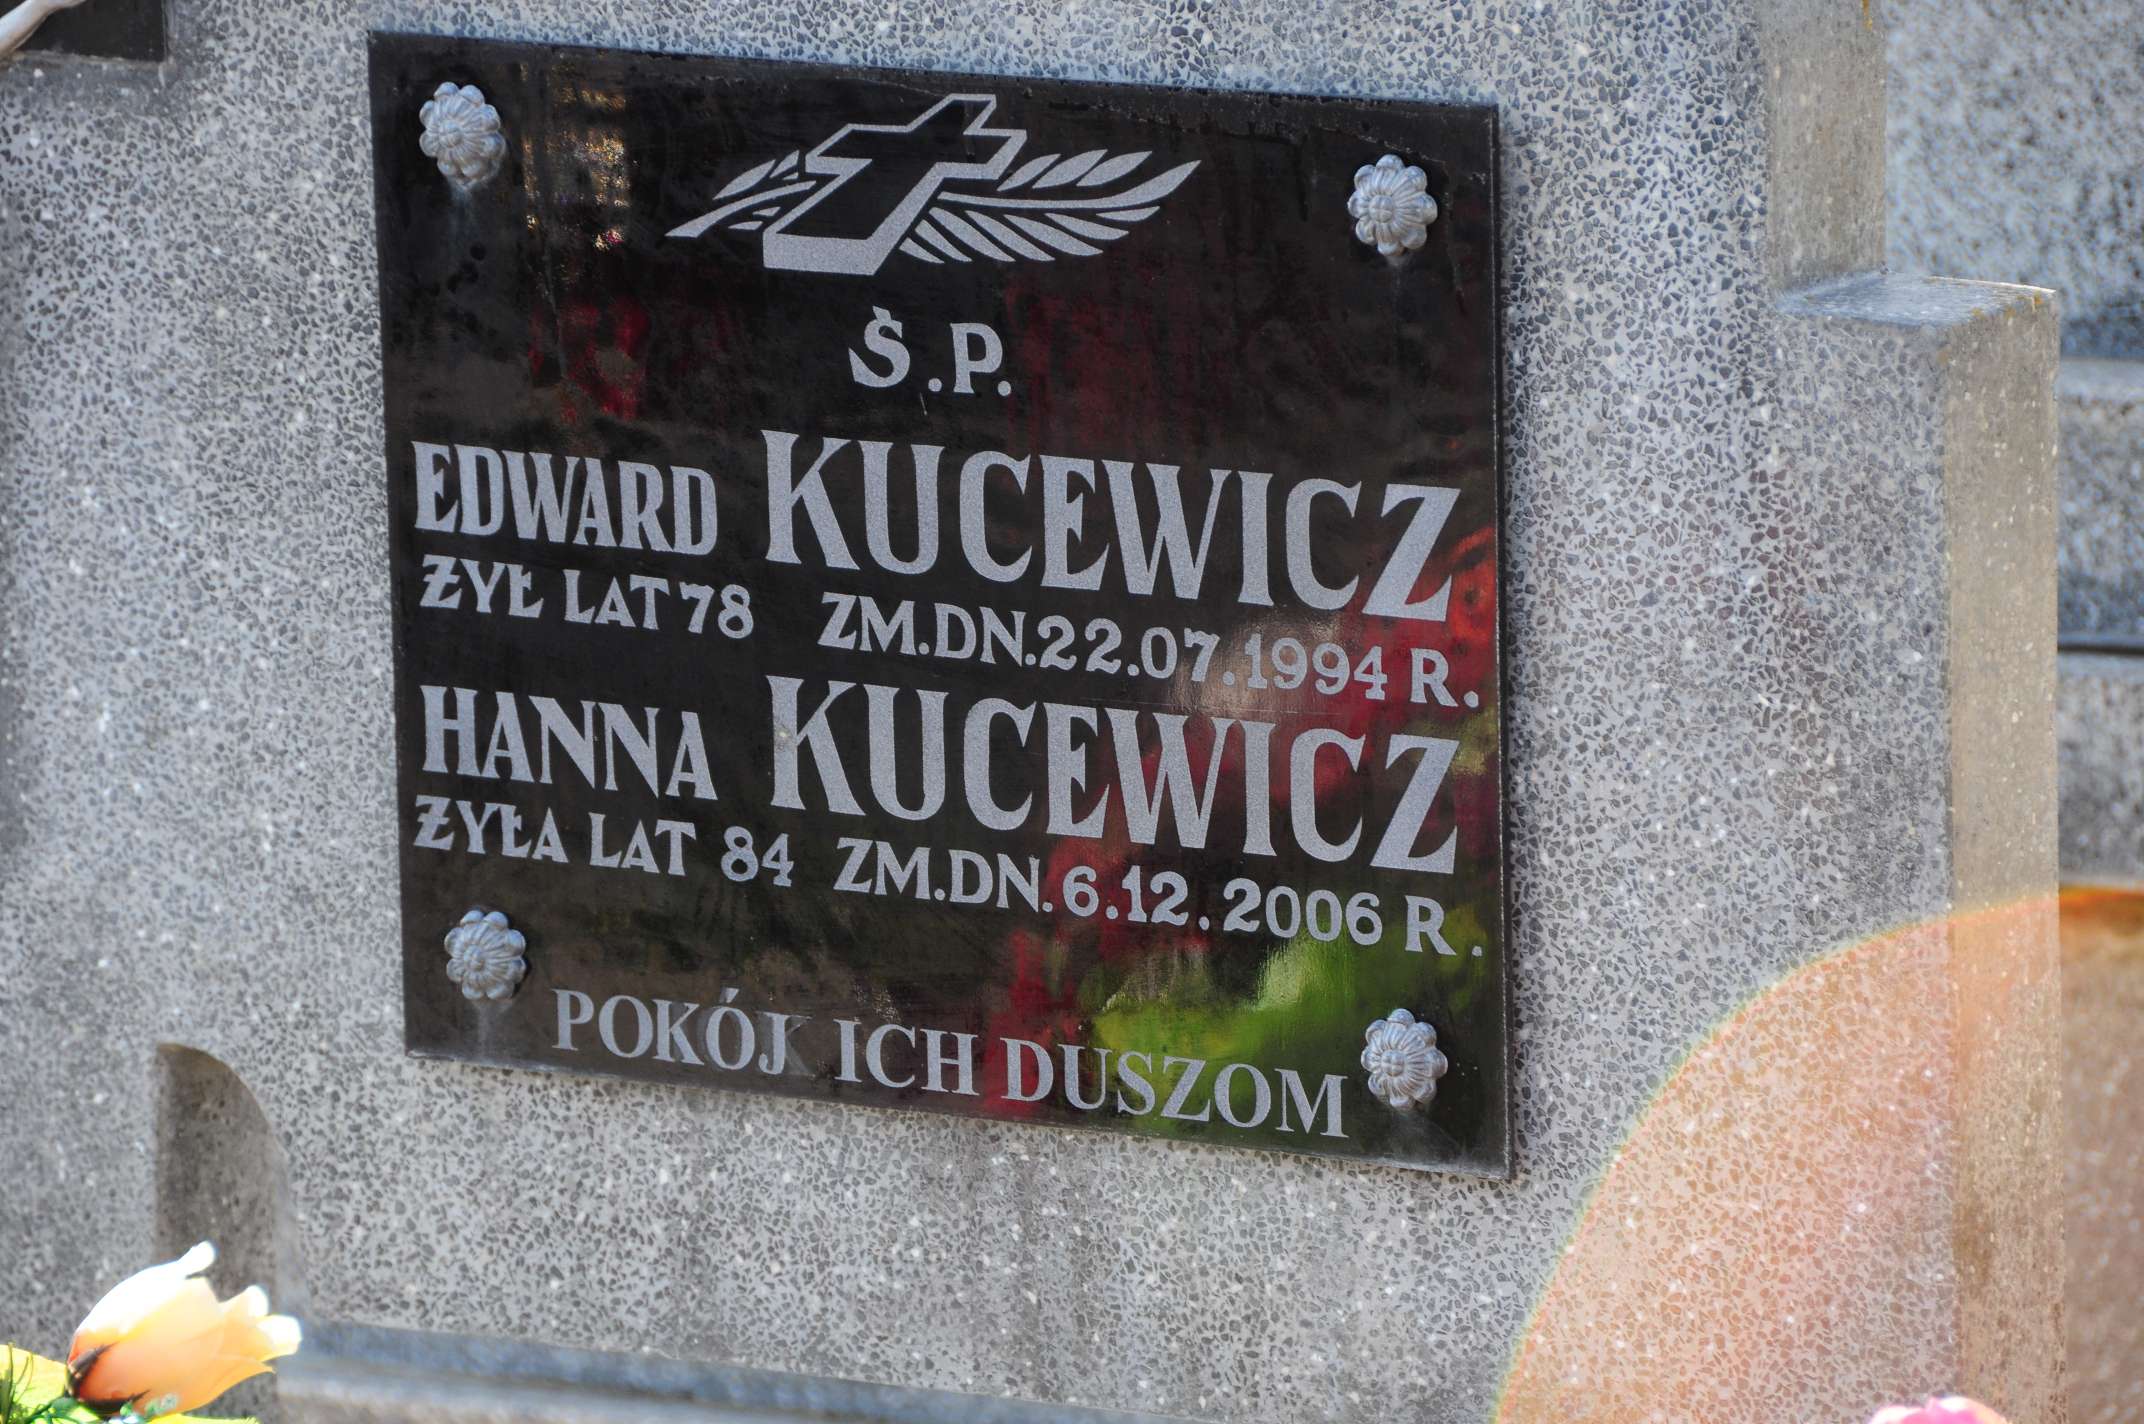 Ś.P.
EDWARD KUCEWICZ
ŻYŁ LAT 78 ZM.DN.22.07.1994 R.
HANNA KUCEWICZ
ŻYŁA LAT 84 ZM.DN.6.12.2006 R.
POKÓJ ICH DUSZOM